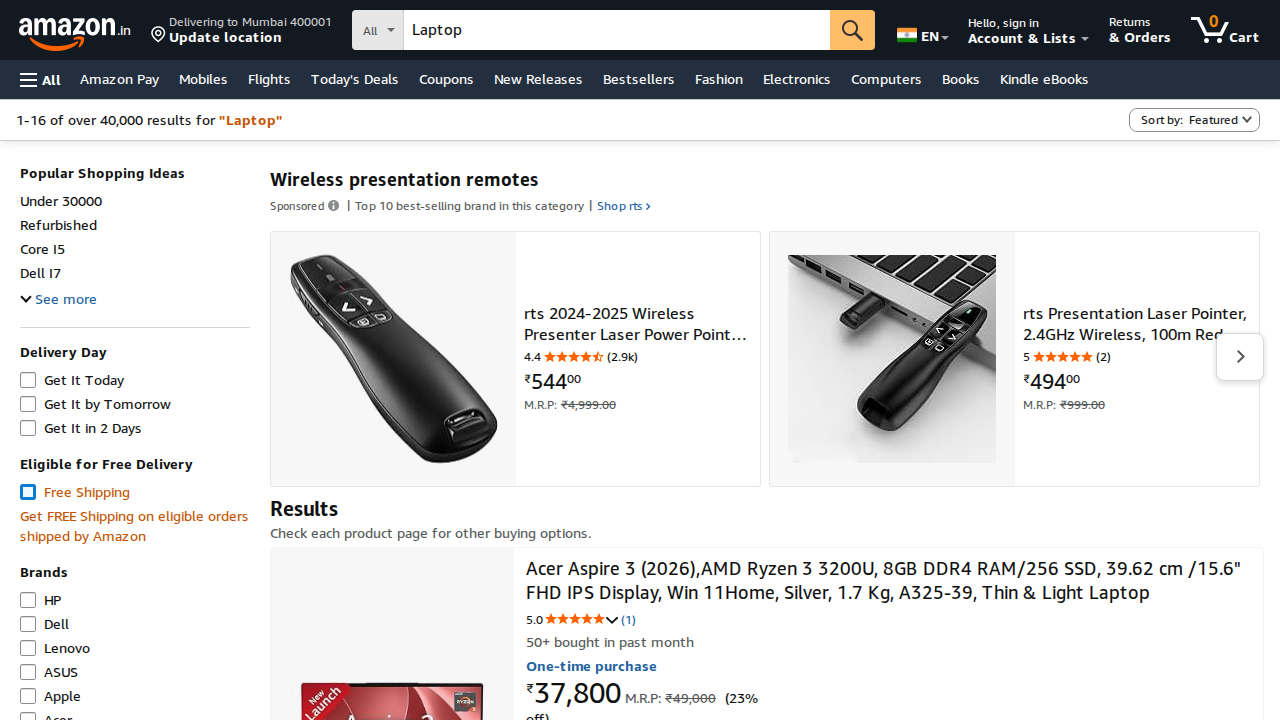 amazon.in
Delivering to Mumbai 400001
Update location
All
Laptop
EN
Hello, sign in
Account & Lists
Returns
& Orders
0
Cart
All
Amazon Pay
Mobiles
Flights
Today's Deals
Coupons
New Releases
Bestsellers
Fashion
Electronics
Computers
Books
Kindle eBooks
1-16 of over 40,000 results for "Laptop"
Sort by: Featured
Popular Shopping Ideas
Under 30000
Refurbished
Core I5
Dell I7
See more
Delivery Day
Get It Today
Get It by Tomorrow
Get It in 2 Days
Eligible for Free Delivery
Free Shipping
Get FREE Shipping on eligible orders
shipped by Amazon
Brands
HP
Dell
Lenovo
ASUS
Apple
Acer
Wireless presentation remotes
Sponsored | Top 10 best-selling brand in this category | Shop rts
rts 2024-2025 Wireless
Presenter Laser Power Point…
4.4 (2.9k)
₹54400
M.R.P: ₹4,999.00
rts Presentation Laser Pointer,
2.4GHz Wireless, 100m Red
5 (2)
₹49400
M.R.P: ₹999.00
Results
Check each product page for other buying options.
New
Launch
RYZEN
Aspire 3
Acer Aspire 3 (2026),AMD Ryzen 3 3200U, 8GB DDR4 RAM/256 SSD, 39.62 cm /15.6"
FHD IPS Display, Win 11Home, Silver, 1.7 Kg, A325-39, Thin & Light Laptop
5.0 (1)
50+ bought in past month
One-time purchase
₹37,800 M.R.P: ₹49,000 (23%
off)